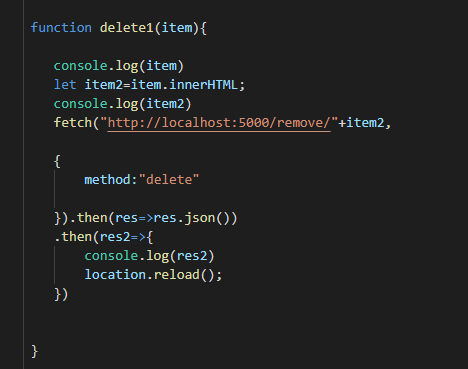 function delete1(item){
console.log(item)
let item2=item.innerHTML;
console.log(item2)
fetch("http://localhost:5000/remove/"+item2,
{
method:"delete"
}).then(res=>res.json())
.then(res2=>{
console.log(res2)
location.reload();
})
}